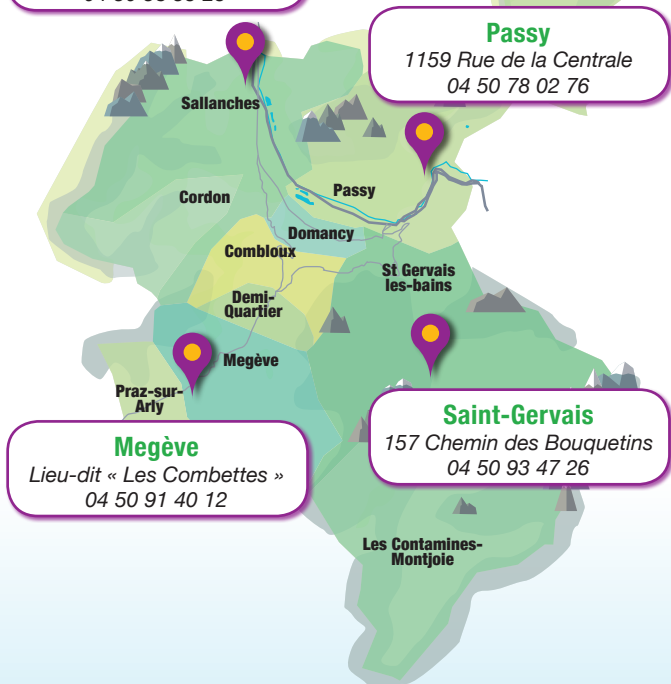 Passy
1159 Rue de la Centrale
04 50 78 02 76
Sallanches
Passy
Cordon
Domancy
Combloux
St Gervais
les-bains
Demi-
Quartier
Megève
Praz-sur-
Arly
Megève
Lieu-dit « Les Combettes »
04 50 91 40 12
Saint-Gervais
157 Chemin des Bouquetins
04 50 93 47 26
Les Contamines-
Montjoie